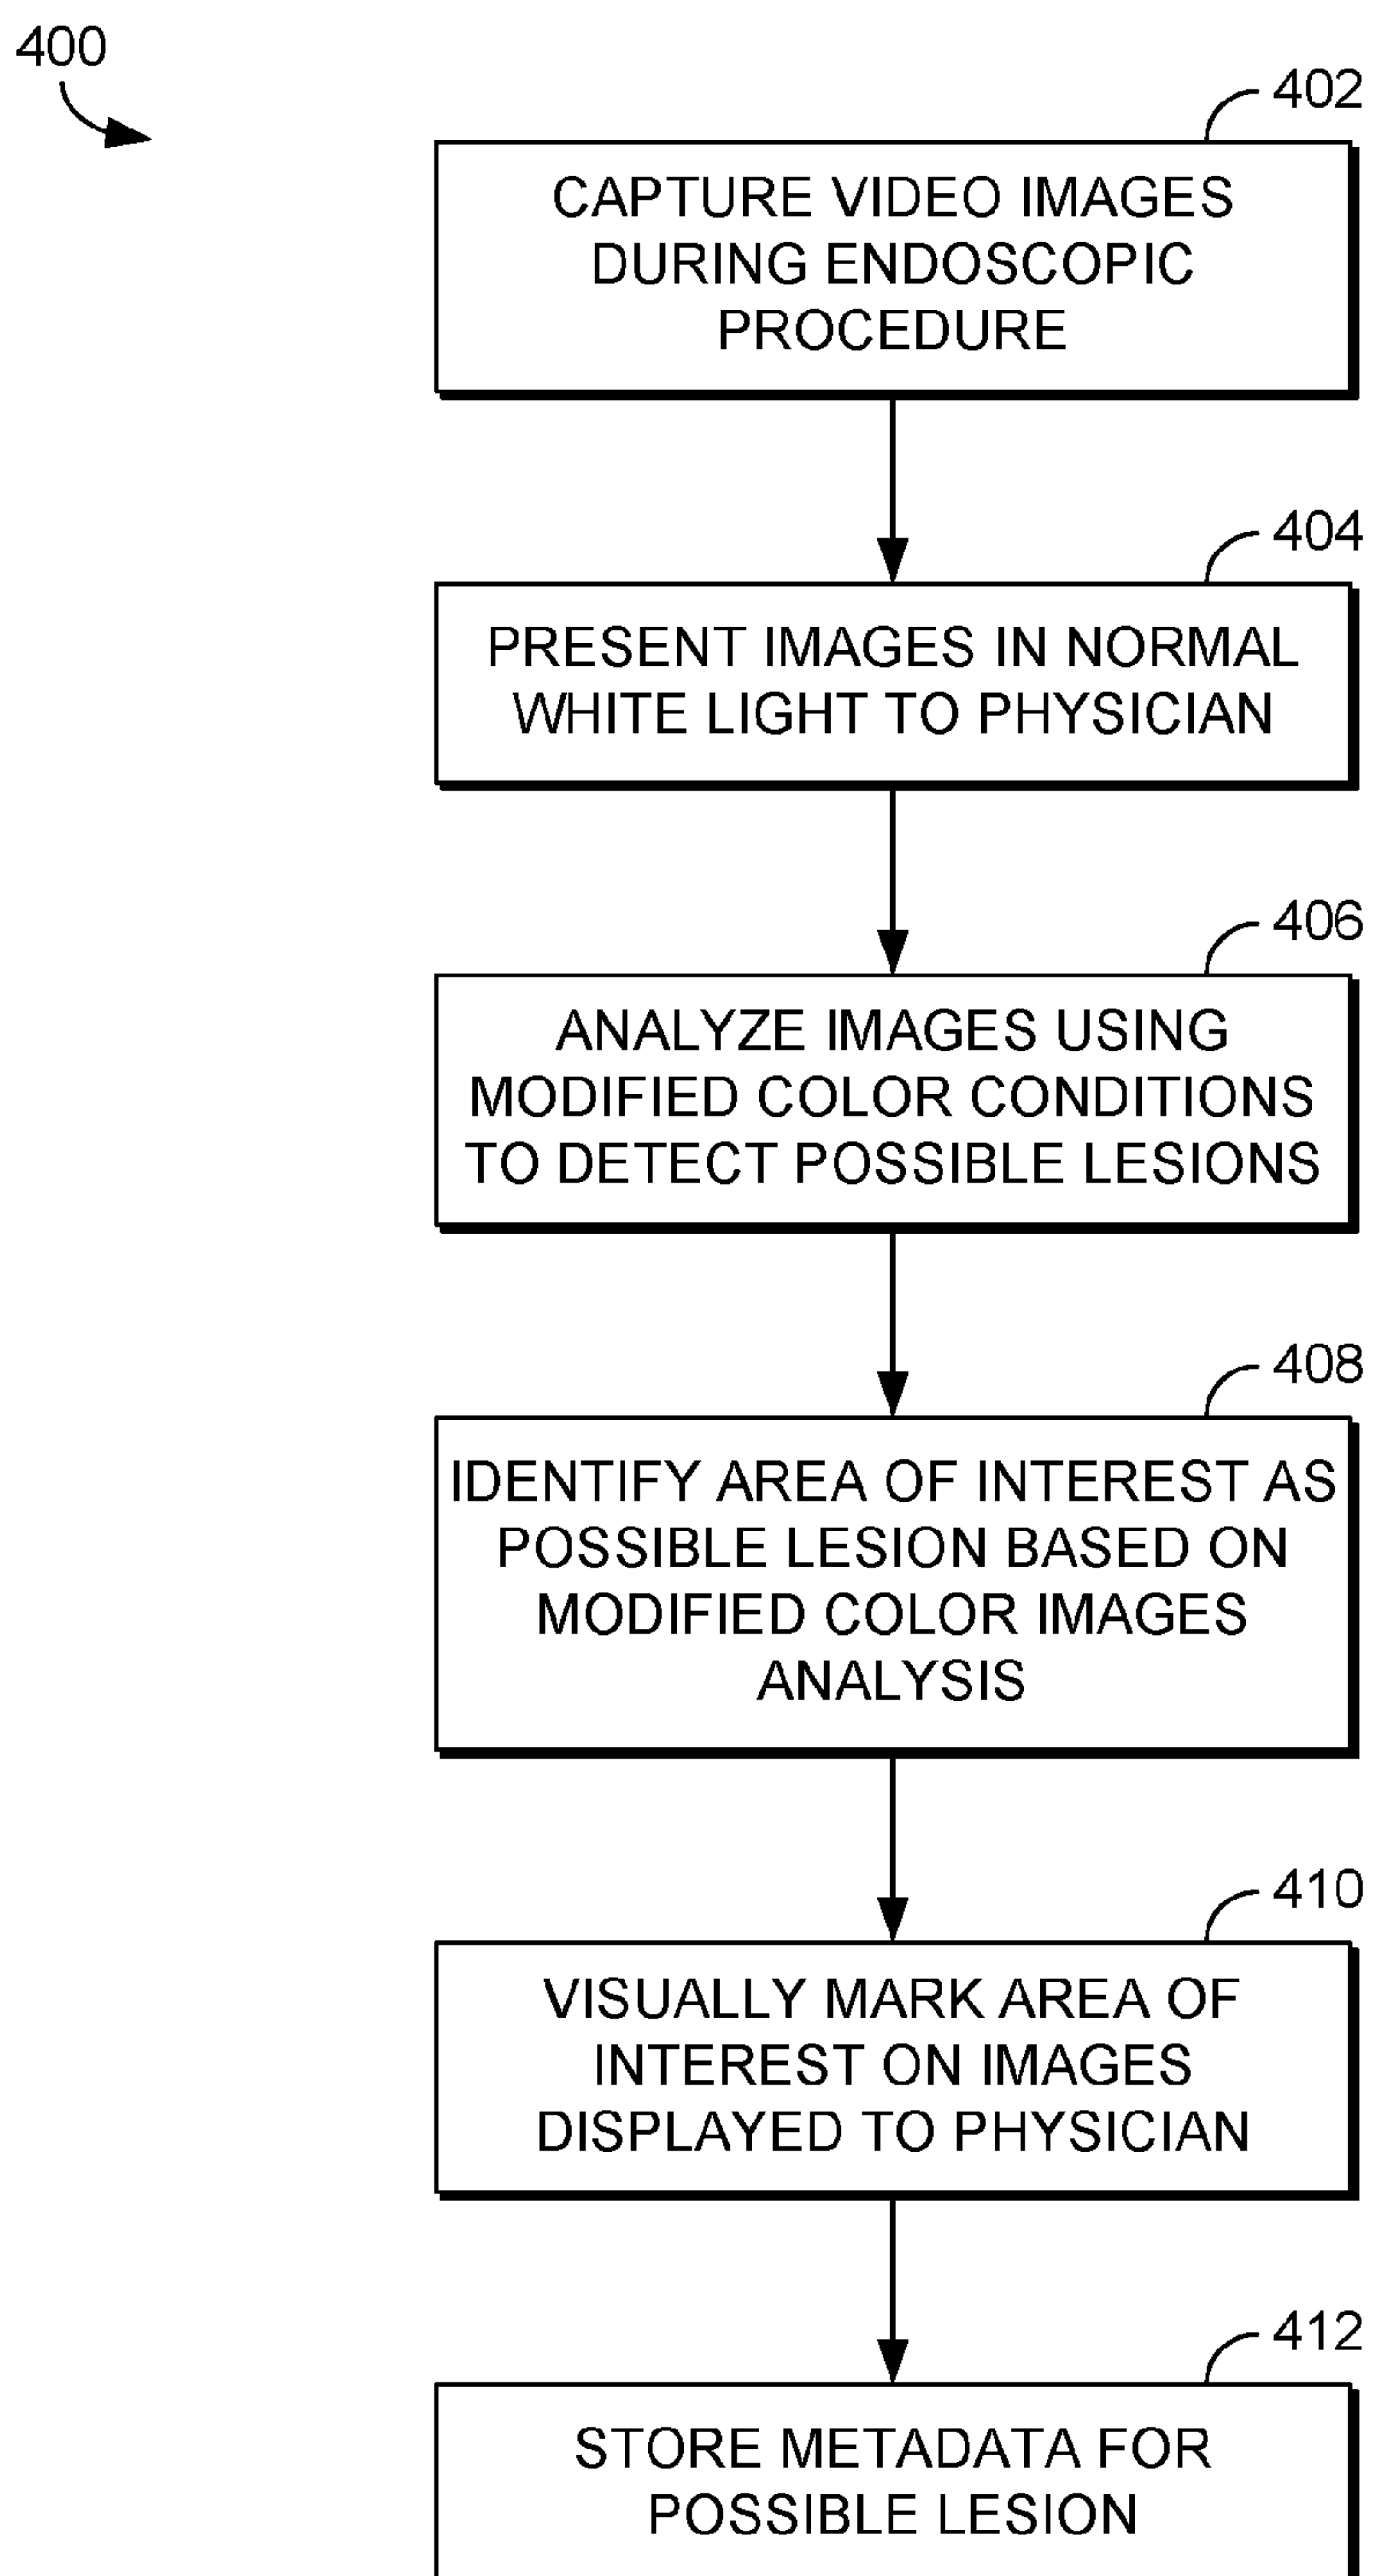 400
402
CAPTURE VIDEO IMAGES
DURING ENDOSCOPIC
PROCEDURE
404
PRESENT IMAGES IN NORMAL
WHITE LIGHT TO PHYSICIAN
406
ANALYZE IMAGES USING
MODIFIED COLOR CONDITIONS
TO DETECT POSSIBLE LESIONS
408
IDENTIFY AREA OF INTEREST AS
POSSIBLE LESION BASED ON
MODIFIED COLOR IMAGES
ANALYSIS
410
VISUALLY MARK AREA OF
INTEREST ON IMAGES
DISPLAYED TO PHYSICIAN
412
STORE METADATA FOR
POSSIBLE LESION